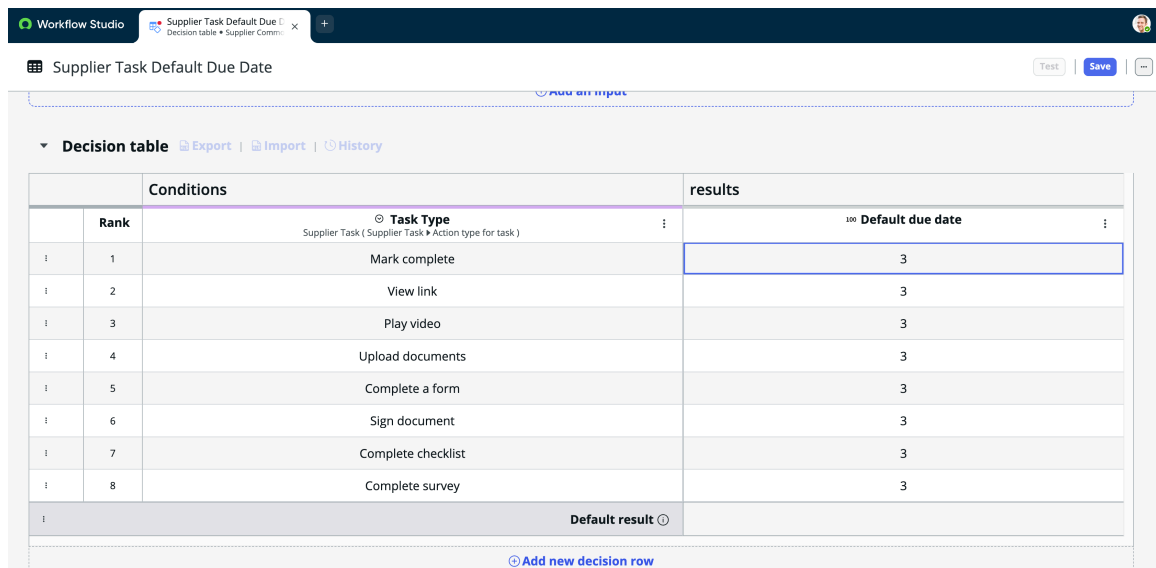 Workflow Studio
Supplier Task Default Due D
Decision table • Supplier Comm
+
Supplier Task Default Due Date
Test | Save | ...
Add an input
Decision table Export | Import | History
Conditions results
Rank Task Type 100 Default due date
Supplier Task ( Supplier Task ▸ Action type for task )
1 Mark complete 3
2 View link 3
3 Play video 3
4 Upload documents 3
5 Complete a form 3
6 Sign document 3
7 Complete checklist 3
8 Complete survey 3
Default result
Add new decision row